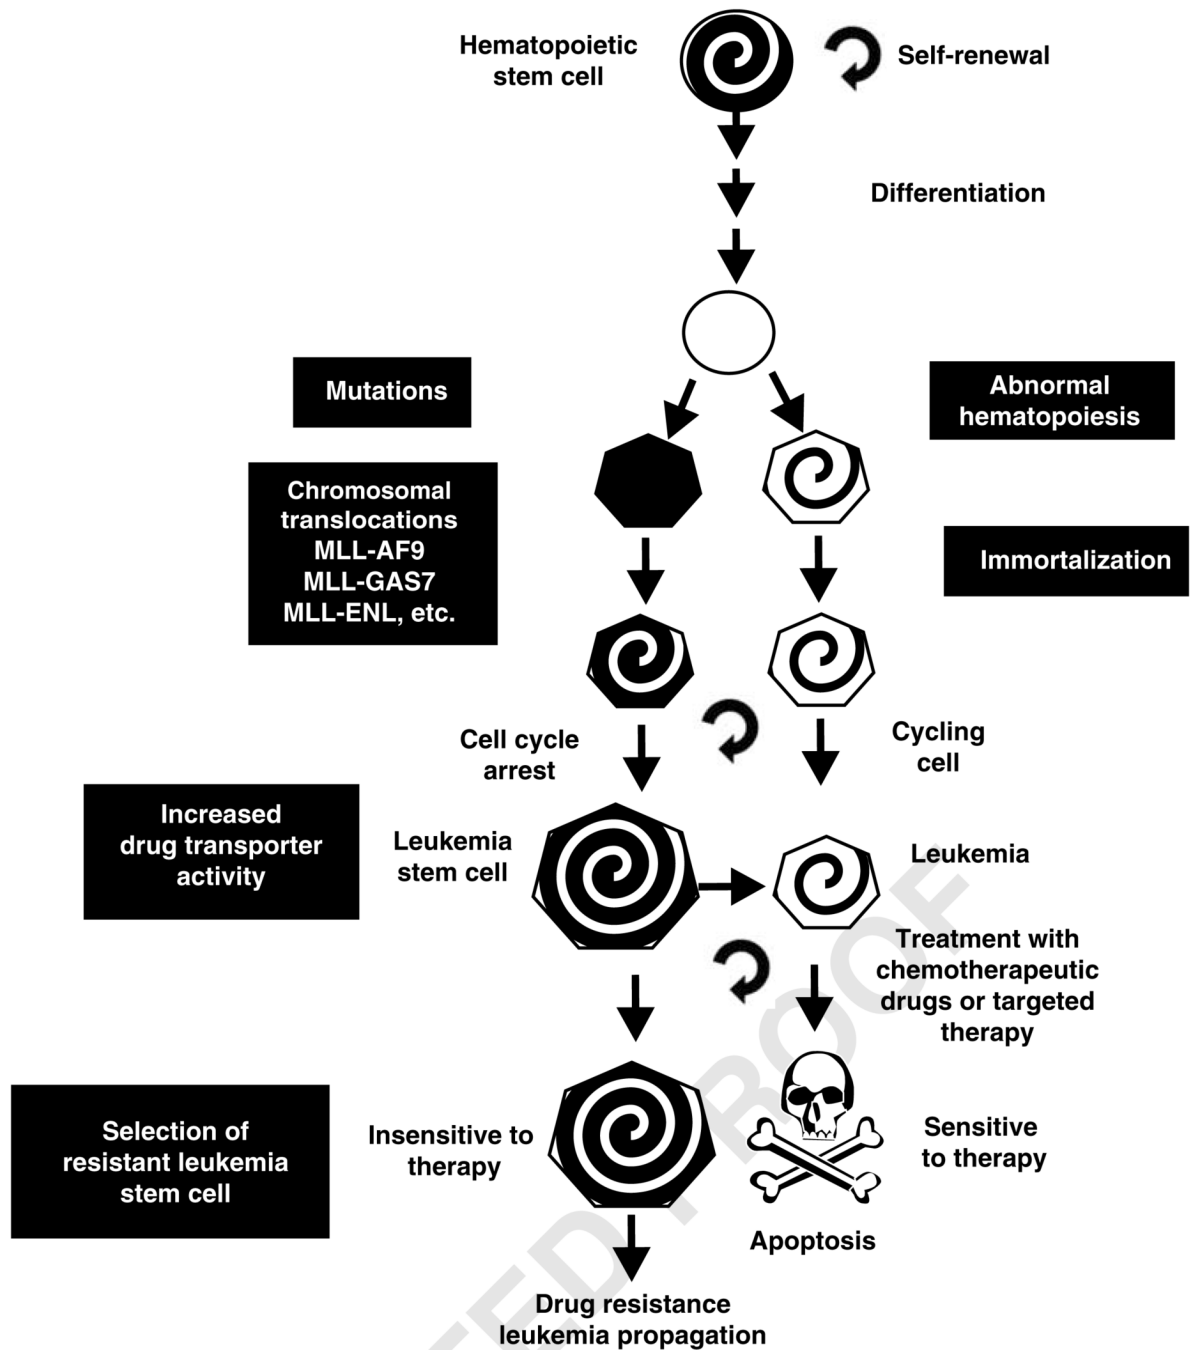 Hematopoietic
stem cell
Self-renewal
Differentiation
Mutations
Abnormal
hematopoiesis
Chromosomal
translocations
MLL-AF9
MLL-GAS7
MLL-ENL, etc.
Immortalization
Cell cycle
arrest
Cycling
cell
Increased
drug transporter
activity
Leukemia
stem cell
Leukemia
Treatment with
chemotherapeutic
drugs or targeted
therapy
Selection of
resistant leukemia
stem cell
Insensitive to
therapy
Sensitive
to therapy
Apoptosis
Drug resistance
leukemia propagation
PROOF